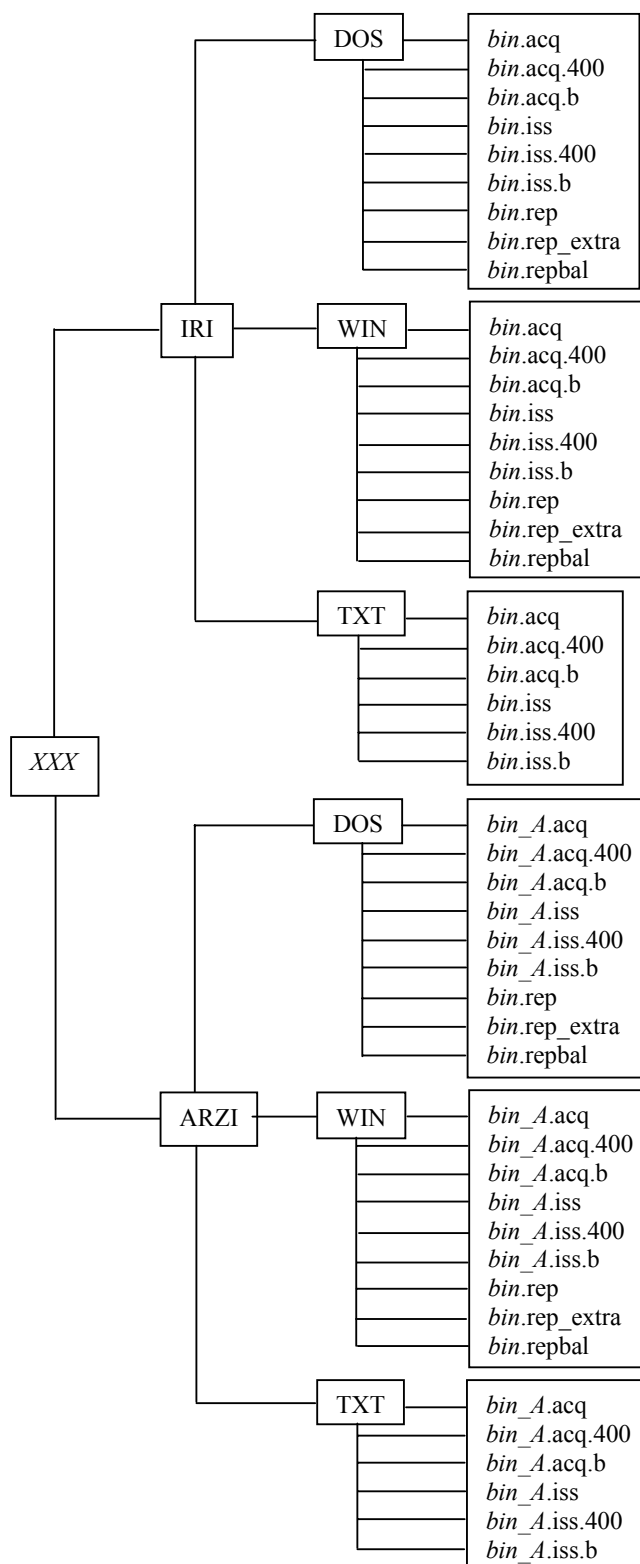 DOS
bin.acq
bin.acq.400
bin.acq.b
bin.iss
bin.iss.400
bin.iss.b
bin.rep
bin.rep_extra
bin.repbal
IRI
WIN
bin.acq
bin.acq.400
bin.acq.b
bin.iss
bin.iss.400
bin.iss.b
bin.rep
bin.rep_extra
bin.repbal
TXT
bin.acq
bin.acq.400
bin.acq.b
bin.iss
bin.iss.400
bin.iss.b
XXX
DOS
bin_A.acq
bin_A.acq.400
bin_A.acq.b
bin_A.iss
bin_A.iss.400
bin_A.iss.b
bin.rep
bin.rep_extra
bin.repbal
ARZI
WIN
bin_A.acq
bin_A.acq.400
bin_A.acq.b
bin_A.iss
bin_A.iss.400
bin_A.iss.b
bin.rep
bin.rep_extra
bin.repbal
TXT
bin_A.acq
bin_A.acq.400
bin_A.acq.b
bin_A.iss
bin_A.iss.400
bin_A.iss.b